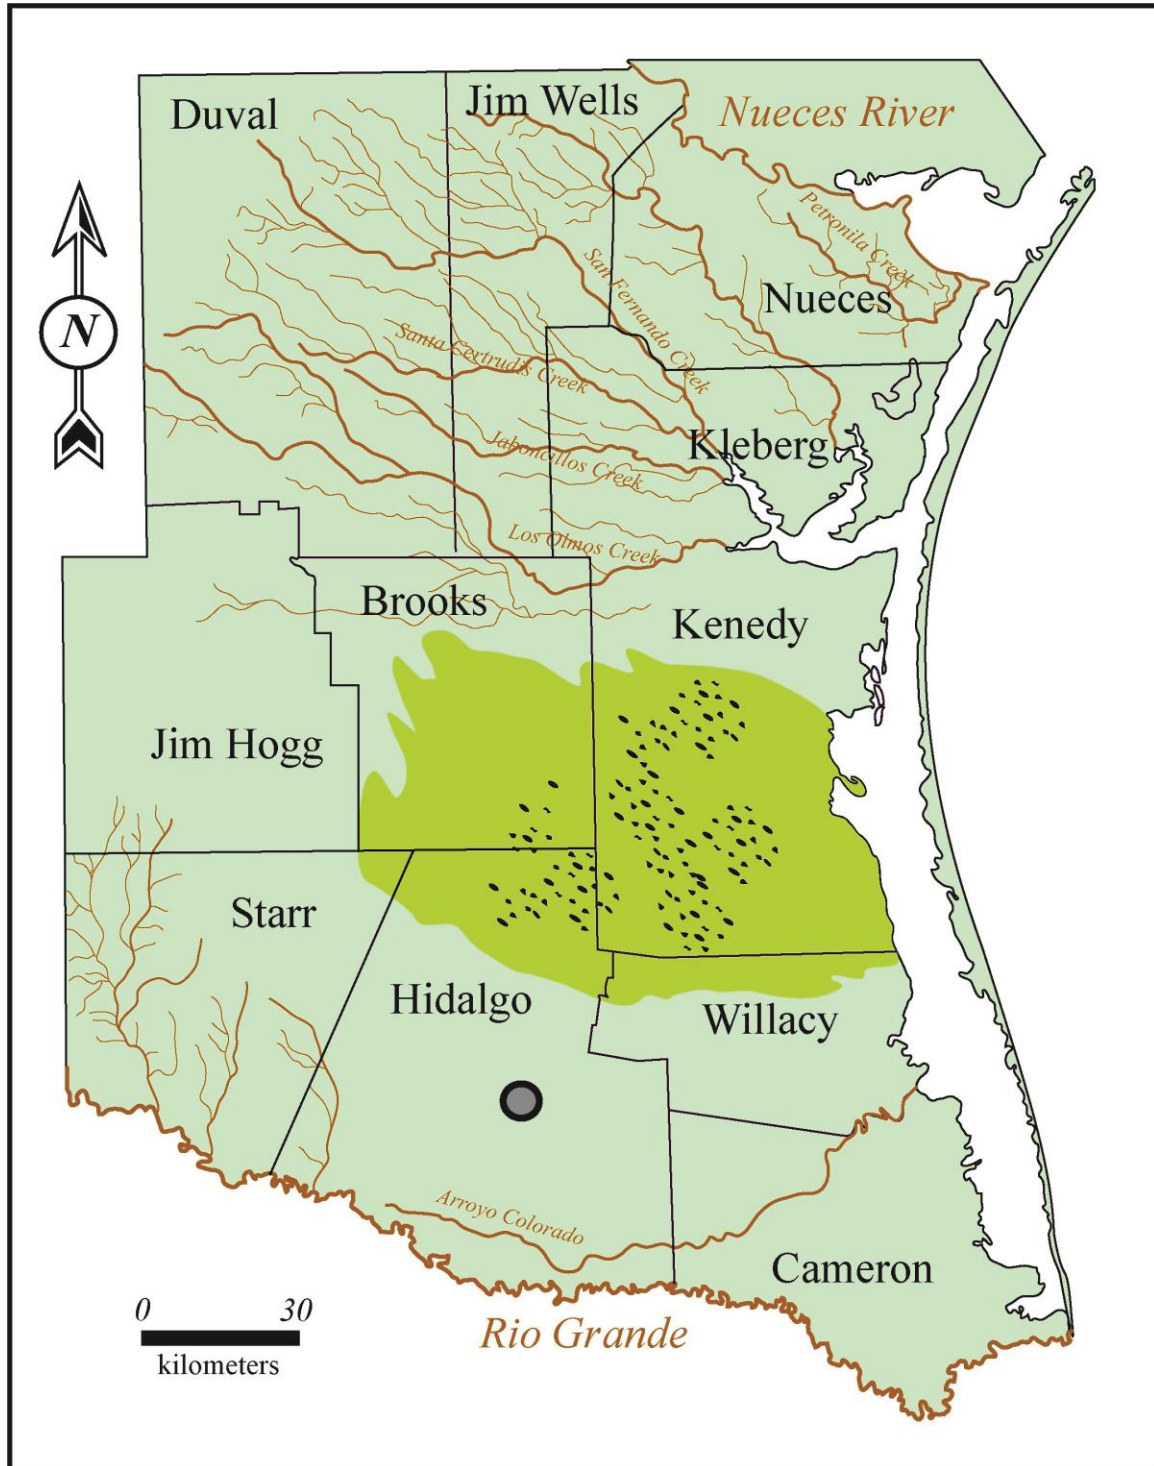 Duval
Jim Wells
Nueces River
Petronila Creek
Nueces
San Fernando Creek
N
Santa Gertrudis Creek
Kleberg
Jaboncillos Creek
Los Olmos Creek
Brooks
Kenedy
Jim Hogg
Starr
Hidalgo
Willacy
Arroyo Colorado
Cameron
0 30
kilometers
Rio Grande